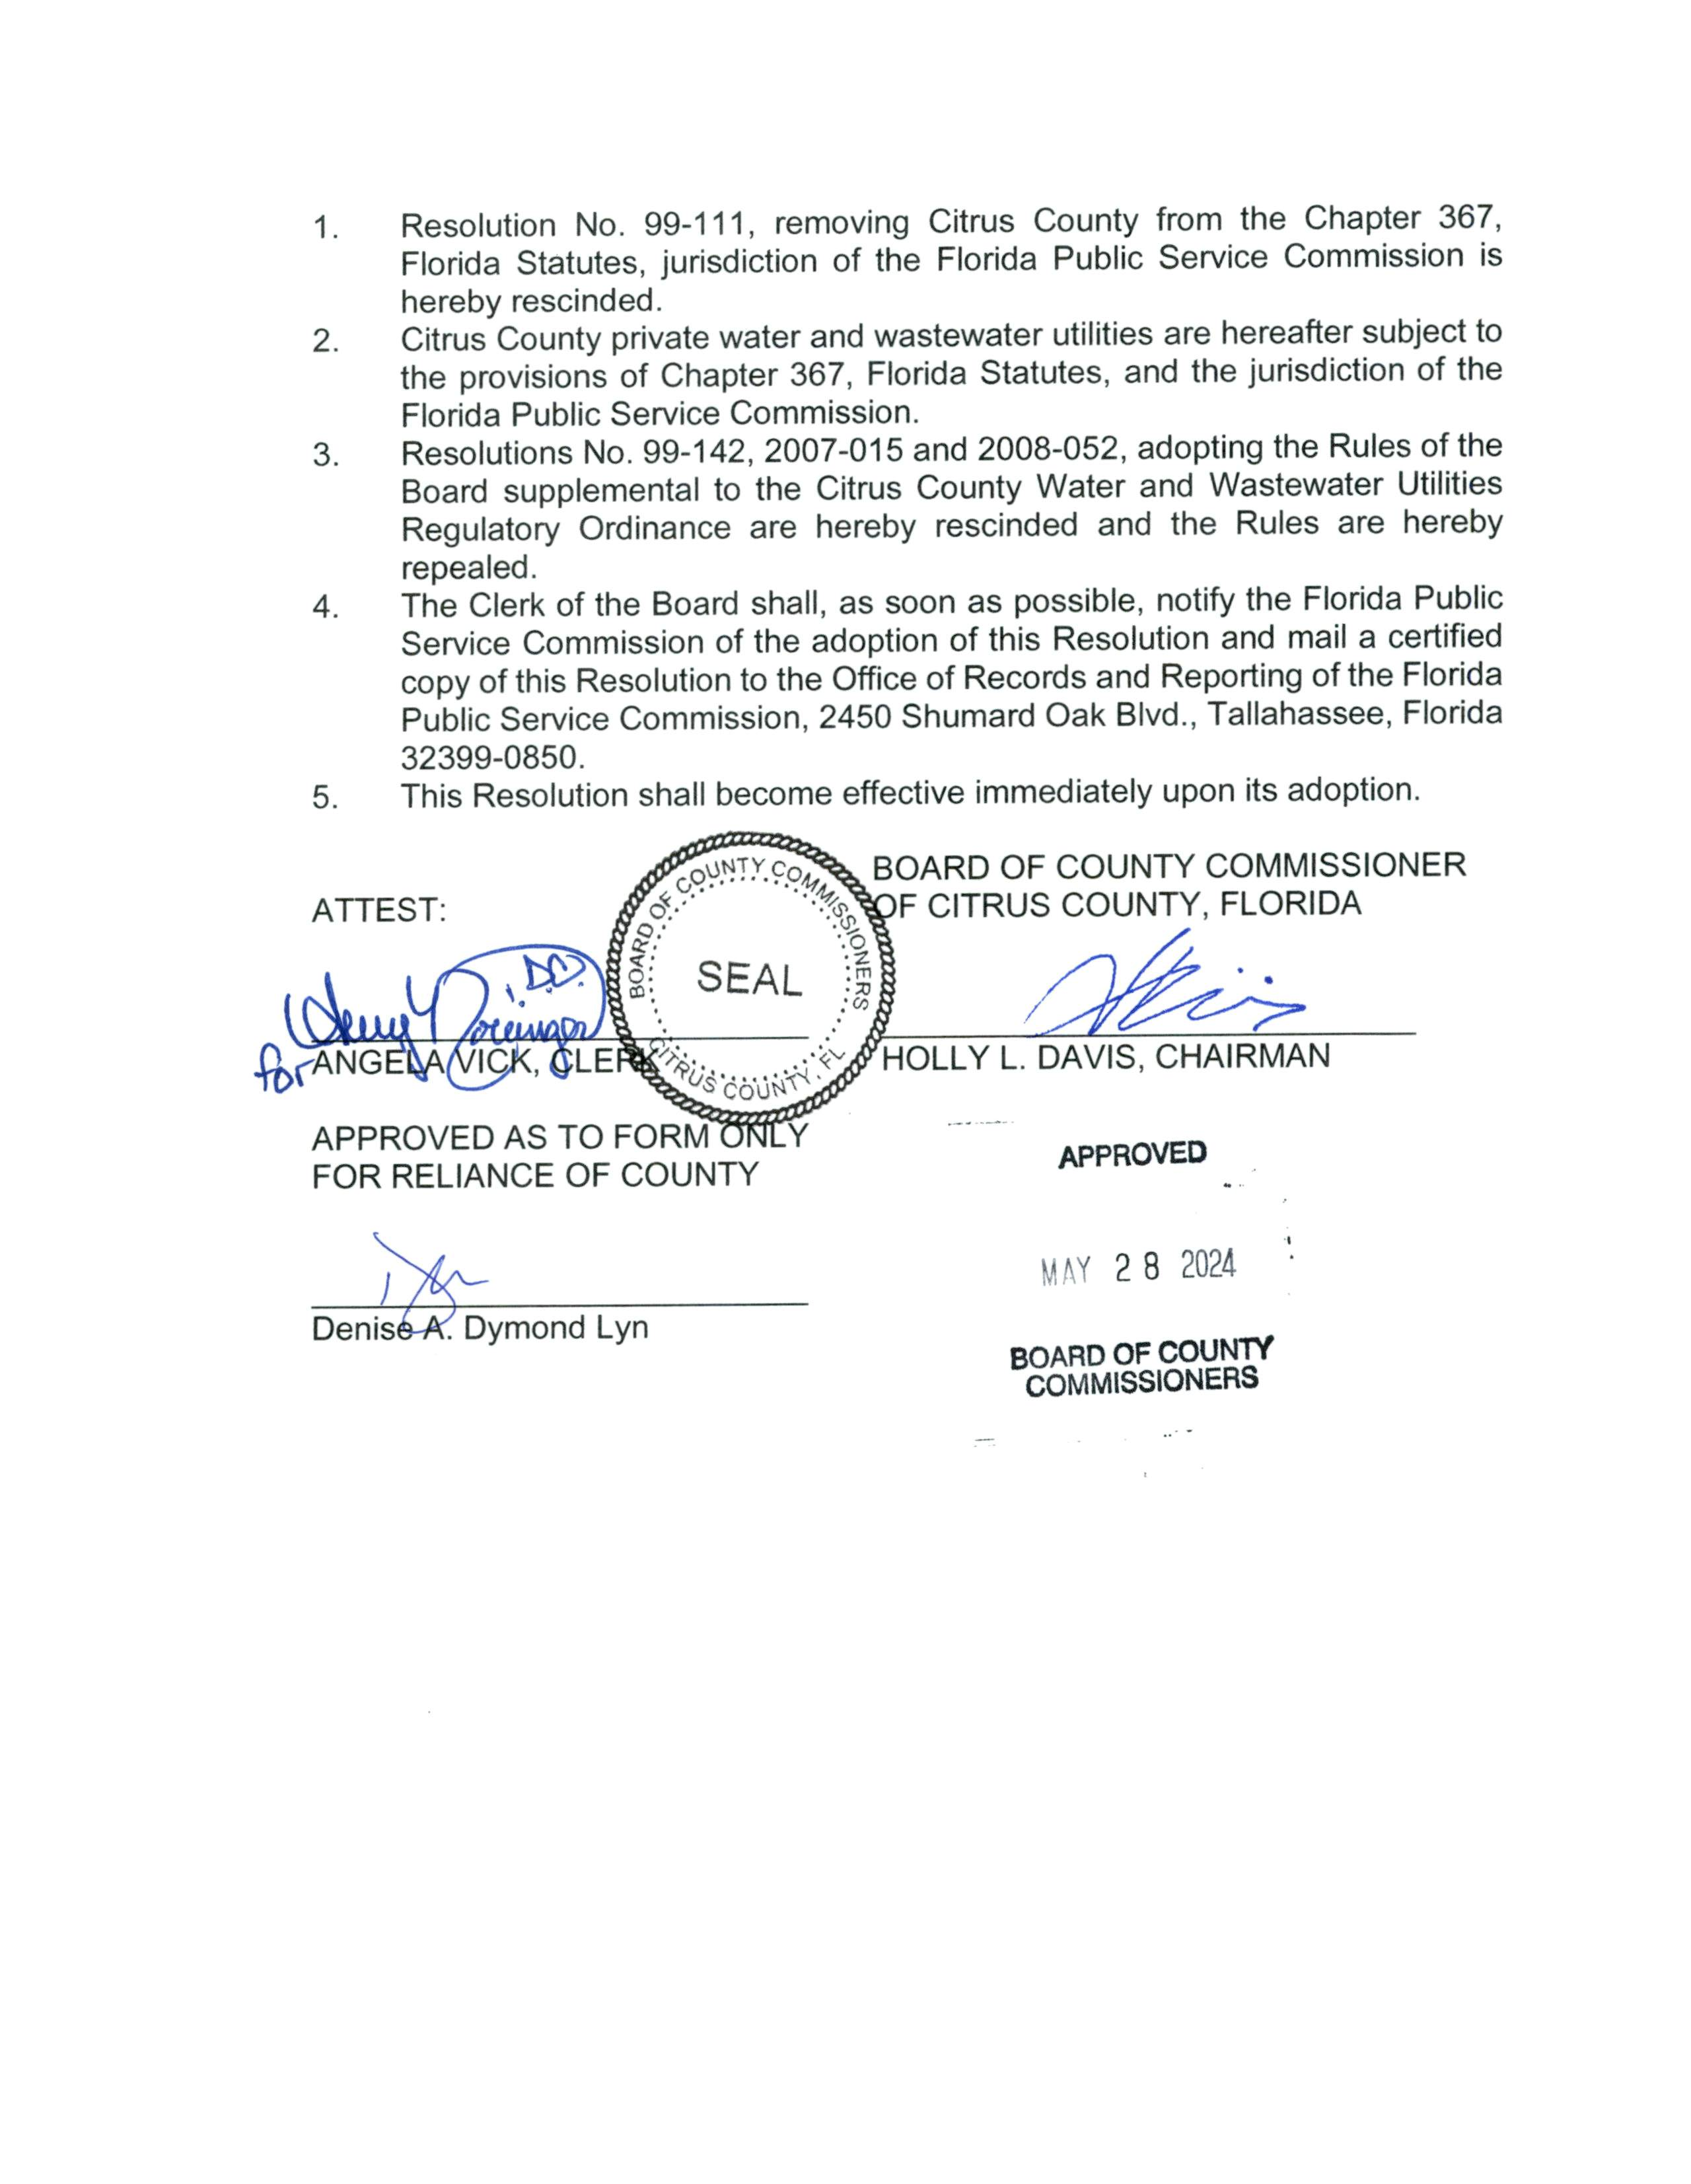 1. Resolution No. 99-111, removing Citrus County from the Chapter 367,
Florida Statutes, jurisdiction of the Florida Public Service Commission is
hereby rescinded.
2. Citrus County private water and wastewater utilities are hereafter subject to
the provisions of Chapter 367, Florida Statutes, and the jurisdiction of the
Florida Public Service Commission.
3. Resolutions No. 99-142, 2007-015 and 2008-052, adopting the Rules of the
Board supplemental to the Citrus County Water and Wastewater Utilities
Regulatory Ordinance are hereby rescinded and the Rules are hereby
repealed.
4. The Clerk of the Board shall, as soon as possible, notify the Florida Public
Service Commission of the adoption of this Resolution and mail a certified
copy of this Resolution to the Office of Records and Reporting of the Florida
Public Service Commission, 2450 Shumard Oak Blvd., Tallahassee, Florida
32399-0850.
5. This Resolution shall become effective immediately upon its adoption.
BOARD OF COUNTY COMMISSIONER
OF CITRUS COUNTY, FLORIDA
ATTEST:
BOARD OF COUNTY COMMISSIONERS
SEAL
CITRUS COUNTY, FL
D.C.
for ANGELA VICK, CLERK
HOLLY L. DAVIS, CHAIRMAN
APPROVED AS TO FORM ONLY
FOR RELIANCE OF COUNTY
Denise A. Dymond Lyn
APPROVED
MAY 28 2024
BOARD OF COUNTY
COMMISSIONERS